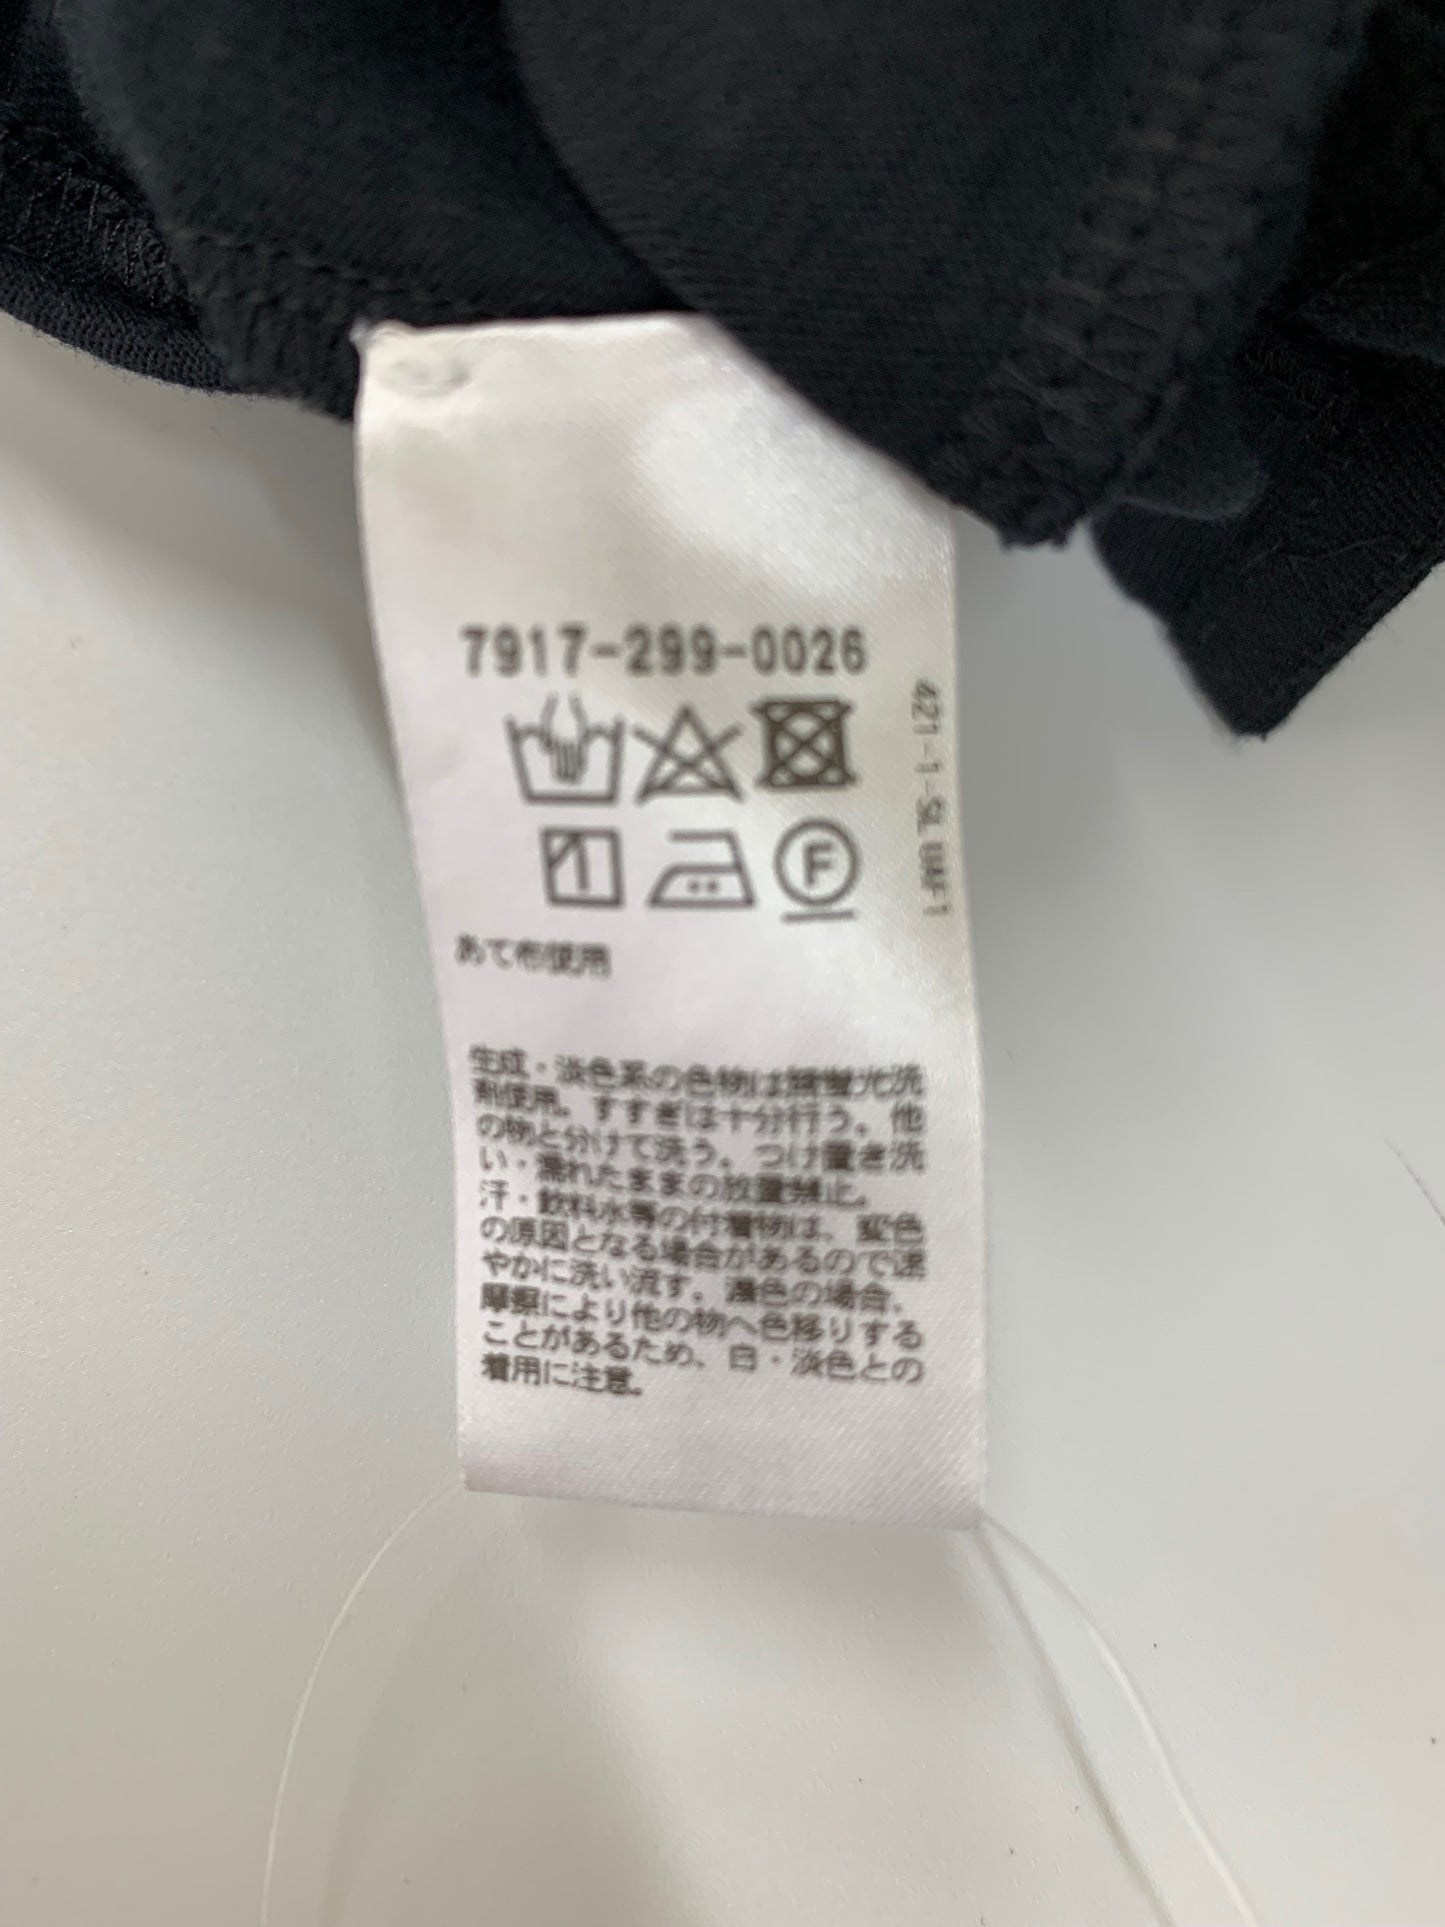 7917-299-0026
421-1-SL UAF1
F
あて布使用
生成・淡色系の色物は無蛍光洗
剤使用。すすぎは十分行う。他
の物と分けて洗う。つけ置き洗
い・濡れたままの放置禁止。
汗・飲料水等の付着物は、変色
の原因となる場合があるので速
やかに洗い流す。濃色の場合、
摩擦により他の物へ色移りする
ことがあるため、白・淡色との
着用に注意。